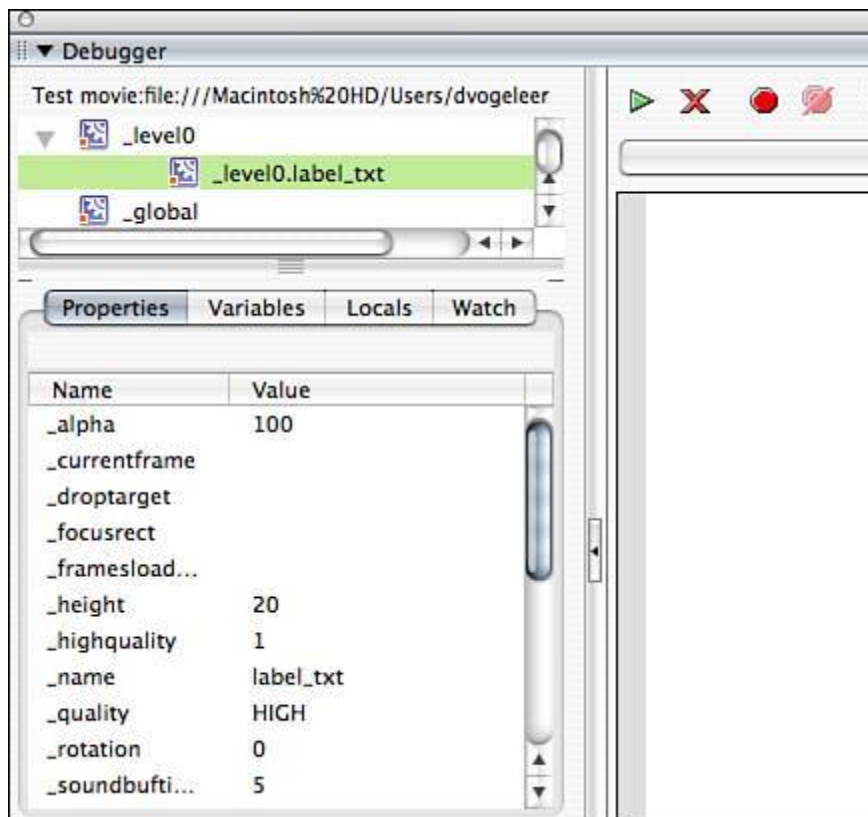 Debugger
Test movie:file:///Macintosh%20HD/Users/dvogeleer
_level0
_level0.label_txt
_global
Properties Variables Locals Watch
Name Value
_alpha 100
_currentframe
_droptarget
_focusrect
_framesload...
_height 20
_highquality 1
_name label_txt
_quality HIGH
_rotation 0
_soundbufti... 5